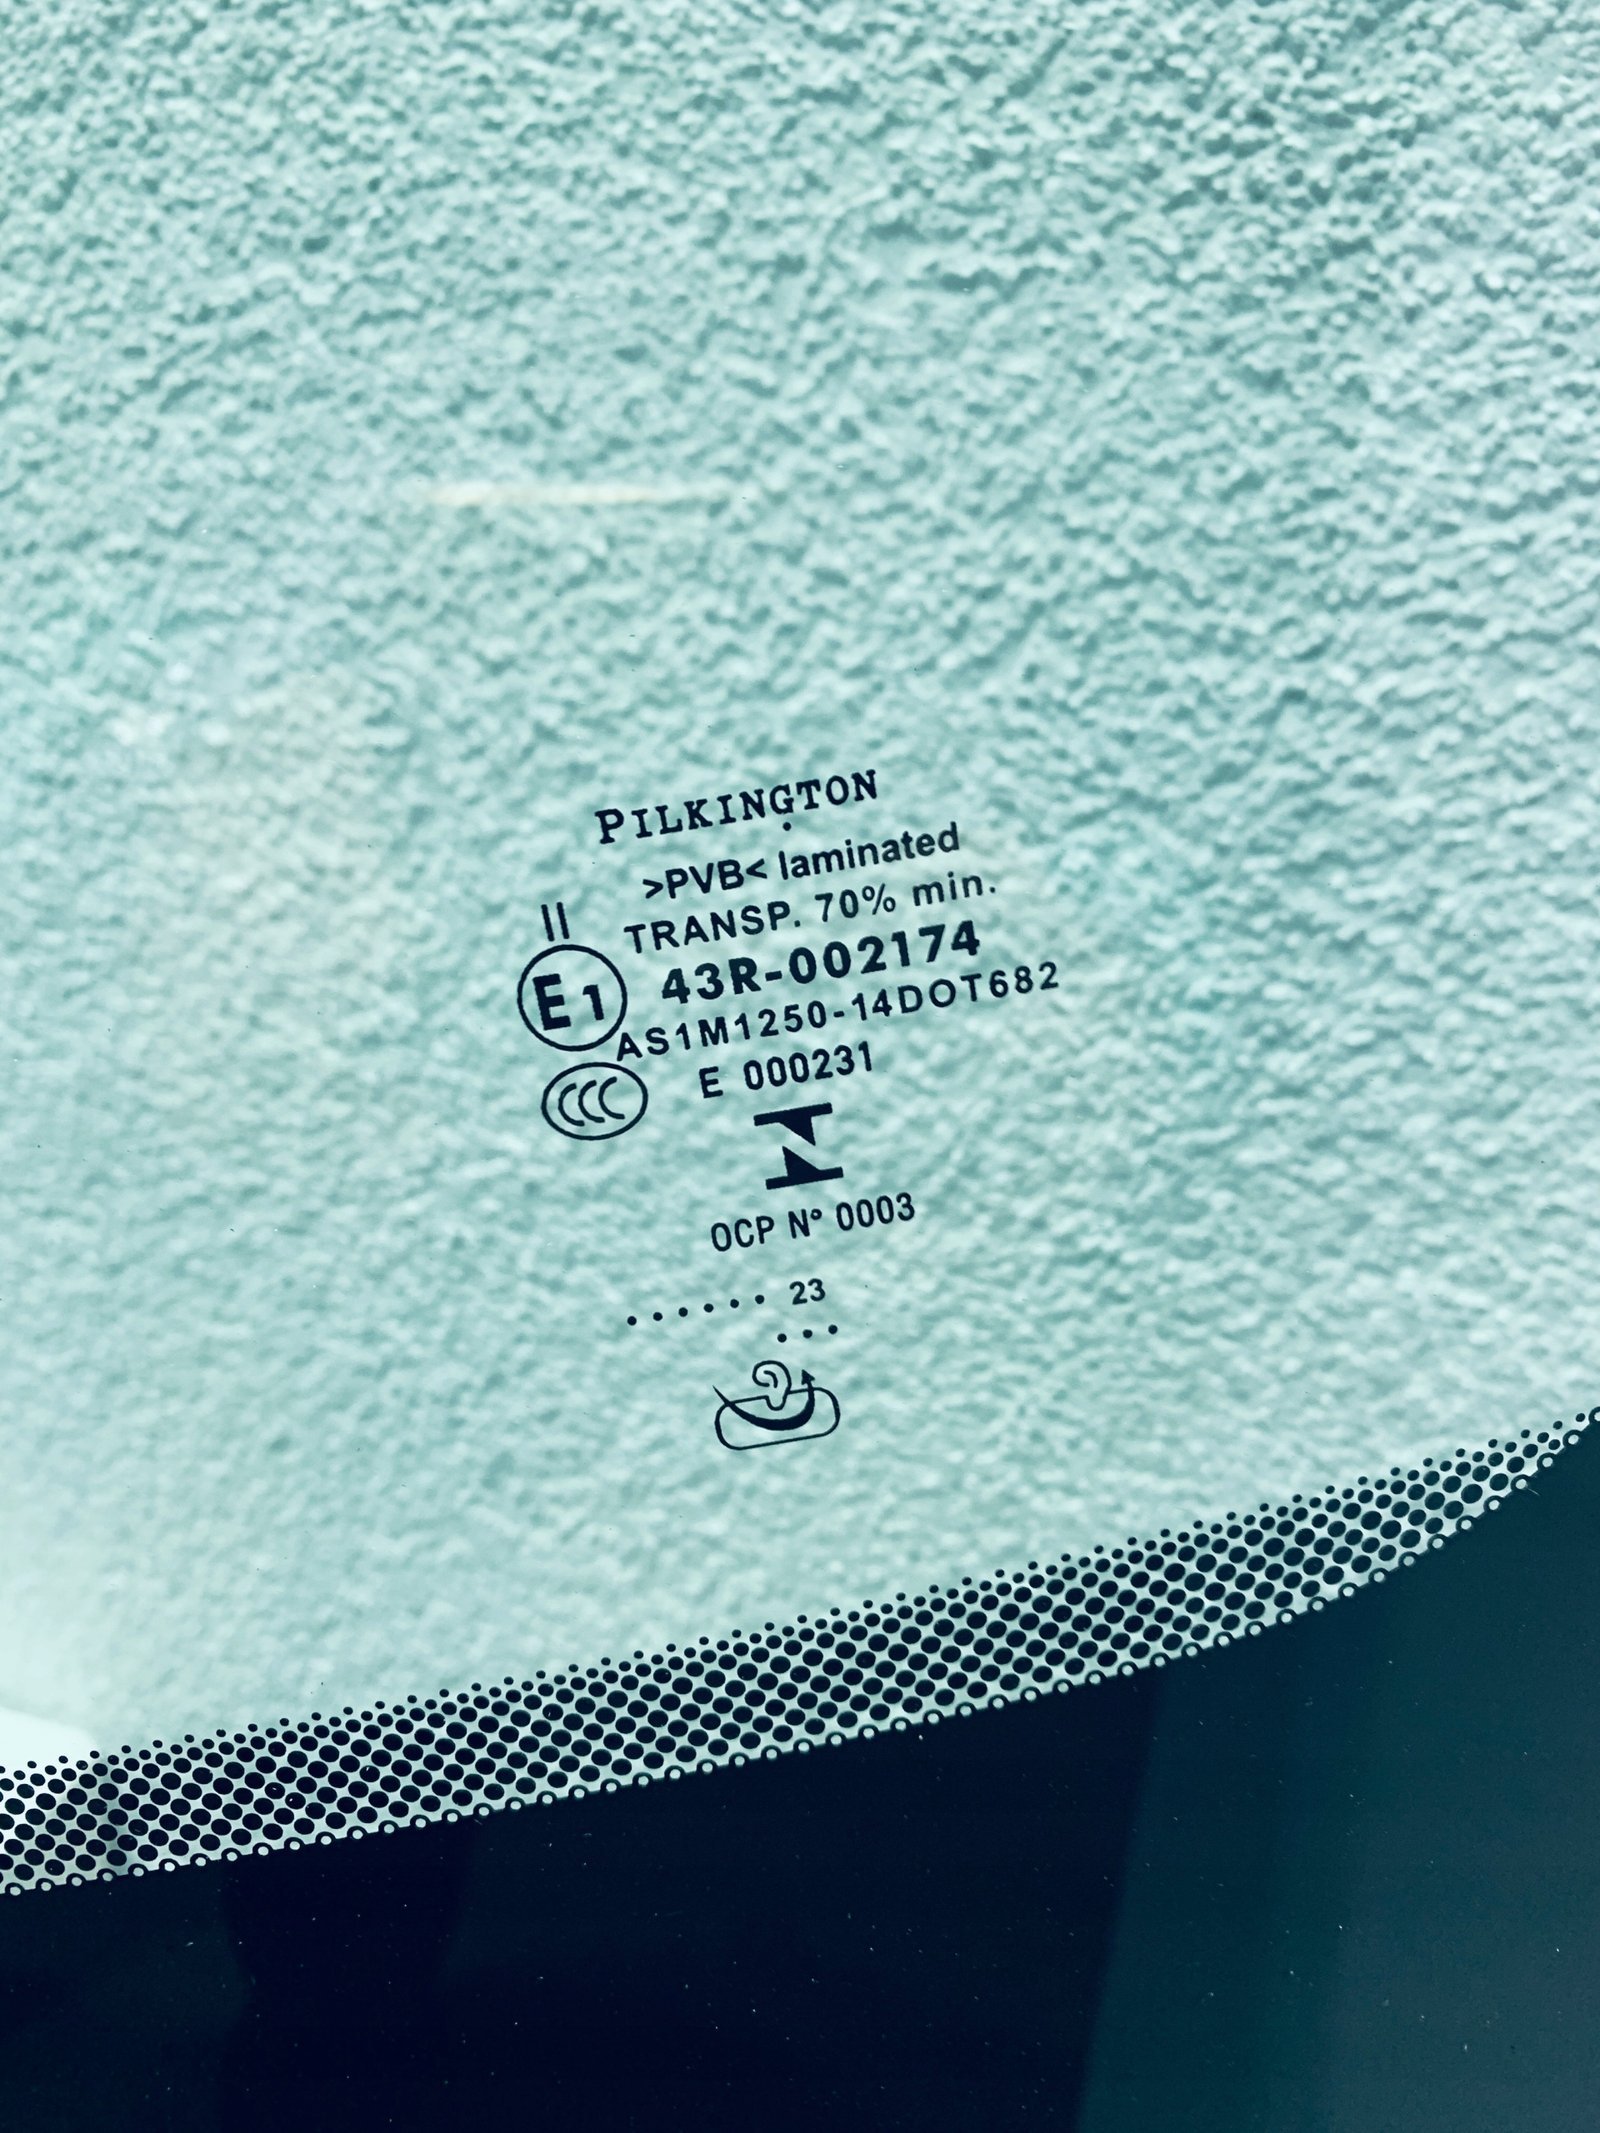 PILKINGTON
>PVB< laminated
II
TRANSP. 70% min.
E1 43R-002174
AS1M1250-14DOT682
CCC E 000231
OCP N° 0003
...... 23
...